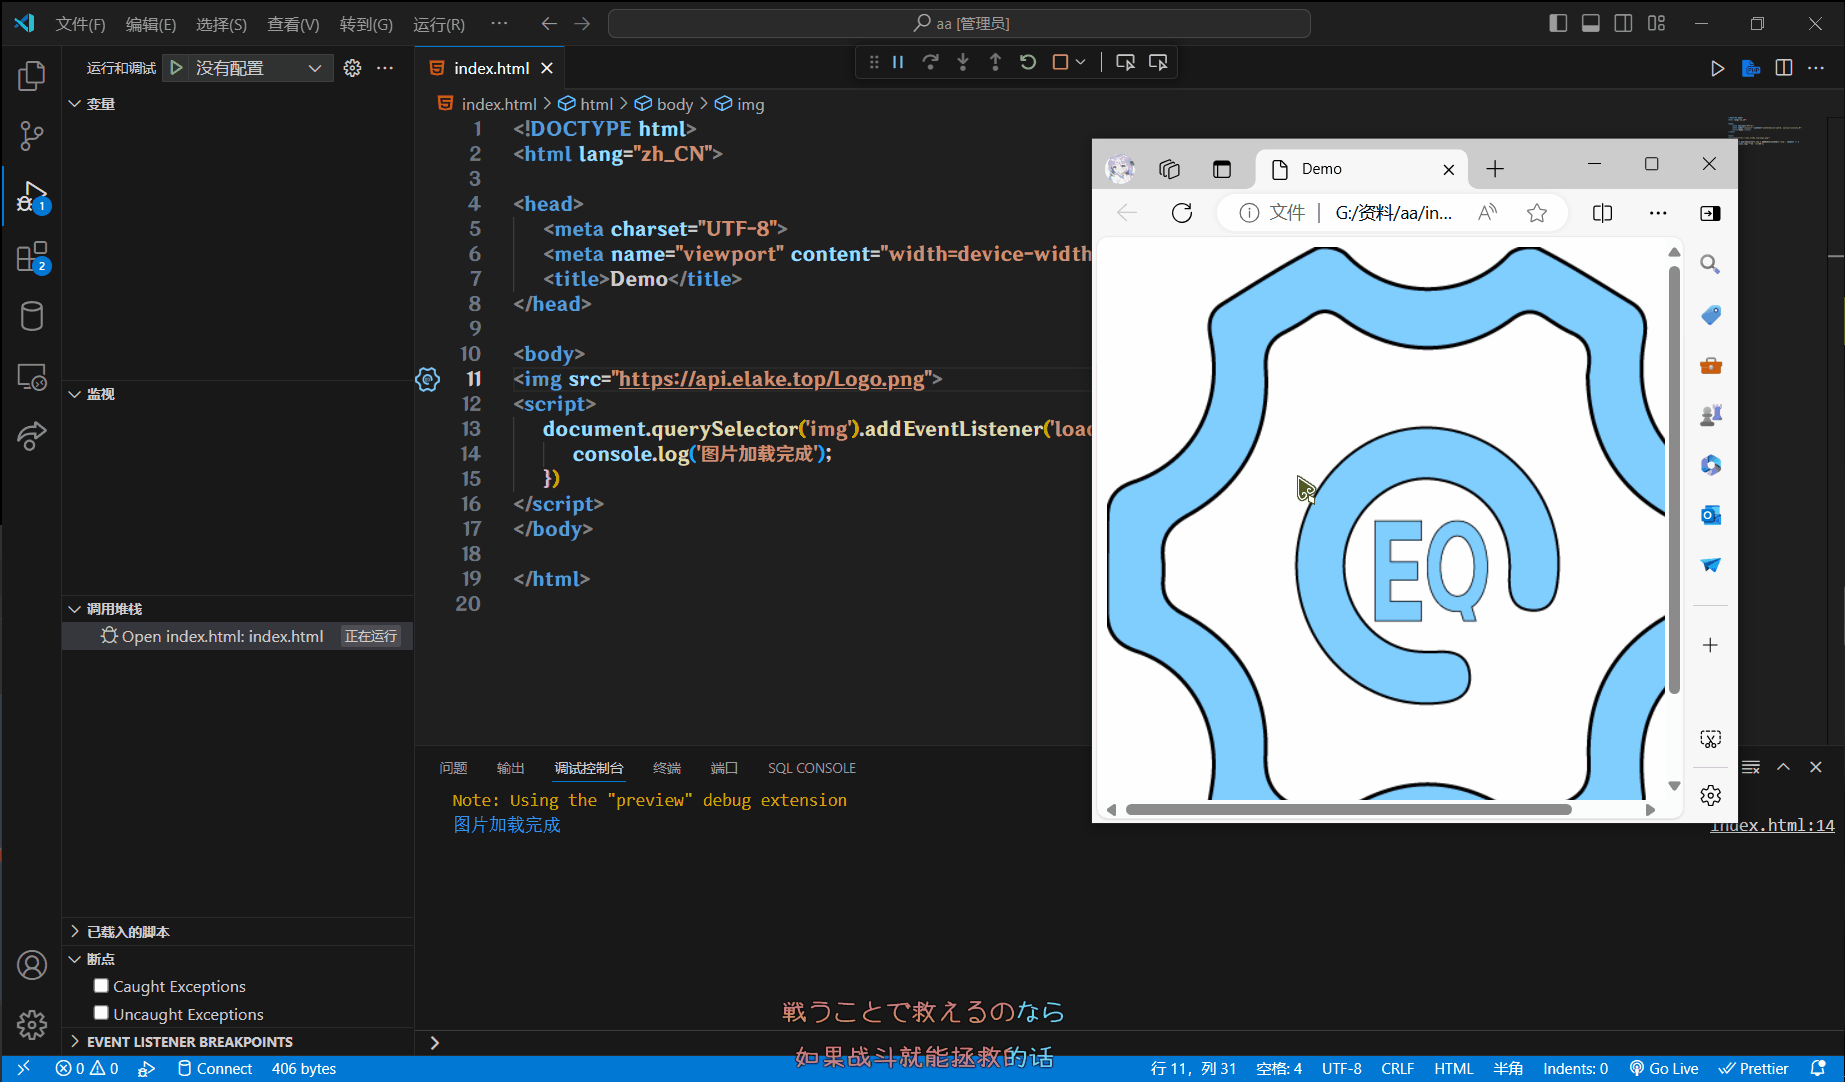 文件(F) 编辑(E) 选择(S) 查看(V) 转到(G) 运行(R) ··· aa [管理员]
运行和调试 没有配置 ···
index.html
变量
index.html > html > body > img
1 <!DOCTYPE html>
2 <html lang="zh_CN">
3
4 <head>
5 <meta charset="UTF-8">
6 <meta name="viewport" content="width=device-width
7 <title>Demo</title>
8 </head>
9
10 <body>
11 <img src="https://api.elake.top/Logo.png">
12 <script>
13 document.querySelector('img').addEventListener('load
14 console.log('图片加载完成');
15 })
16 </script>
17 </body>
18
19 </html>
20
Demo
文件 | G:/资料/aa/in...
EQ
监视
调用堆栈
Open index.html: index.html 正在运行
1
2
已载入的脚本
断点
Caught Exceptions
Uncaught Exceptions
EVENT LISTENER BREAKPOINTS
问题 输出 调试控制台 终端 端口 SQL CONSOLE
Note: Using the "preview" debug extension
图片加载完成 index.html:14
戦うことで救えるのなら
如果战斗就能拯救的话
0 0 Connect 406 bytes 行 11，列 31 空格: 4 UTF-8 CRLF HTML 半角 Indents: 0 Go Live Prettier